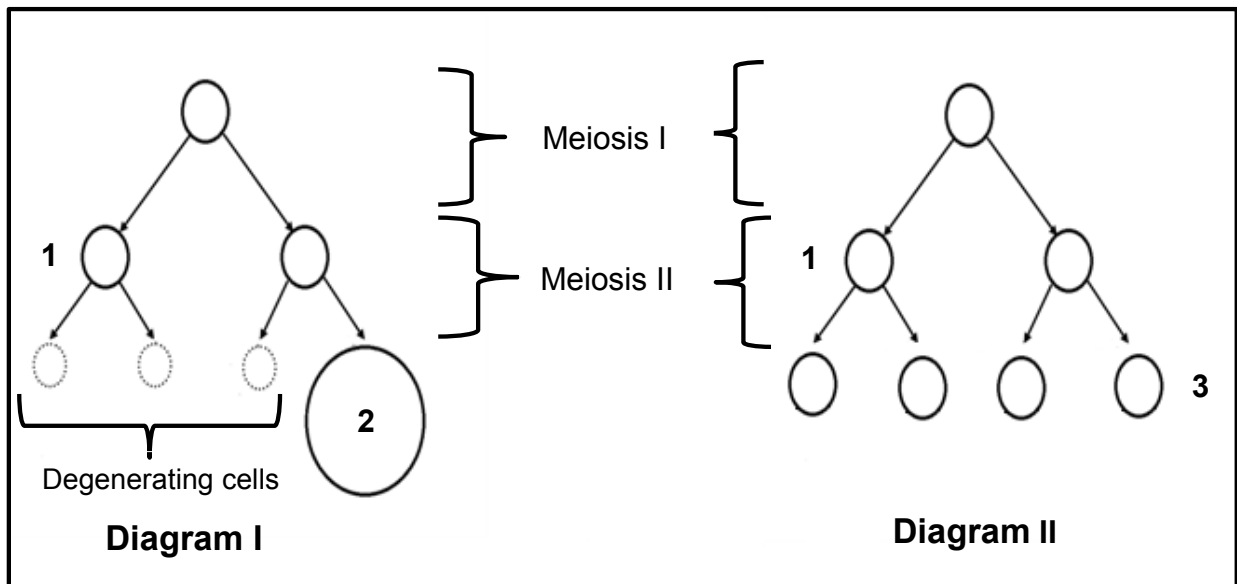 Meiosis I
1
Meiosis II
1
2
3
Degenerating cells
Diagram I
Diagram II